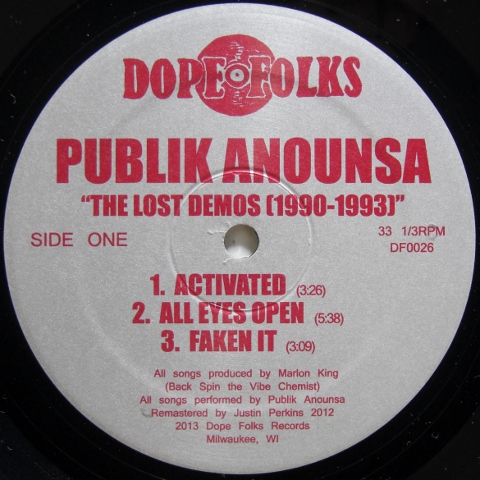 DOPE FOLKS
PUBLIK ANOUNSA
"THE LOST DEMOS (1990-1993)"
SIDE ONE
33 1/3RPM
DF0026
1. ACTIVATED (3:26)
2. ALL EYES OPEN (5:38)
3. FAKEN IT (3:09)
All songs produced by Marlon King
(Back Spin the Vibe Chemist)
All songs performed by Publik Anounsa
Remastered by Justin Perkins 2012
2013 Dope Folks Records
Milwaukee, WI